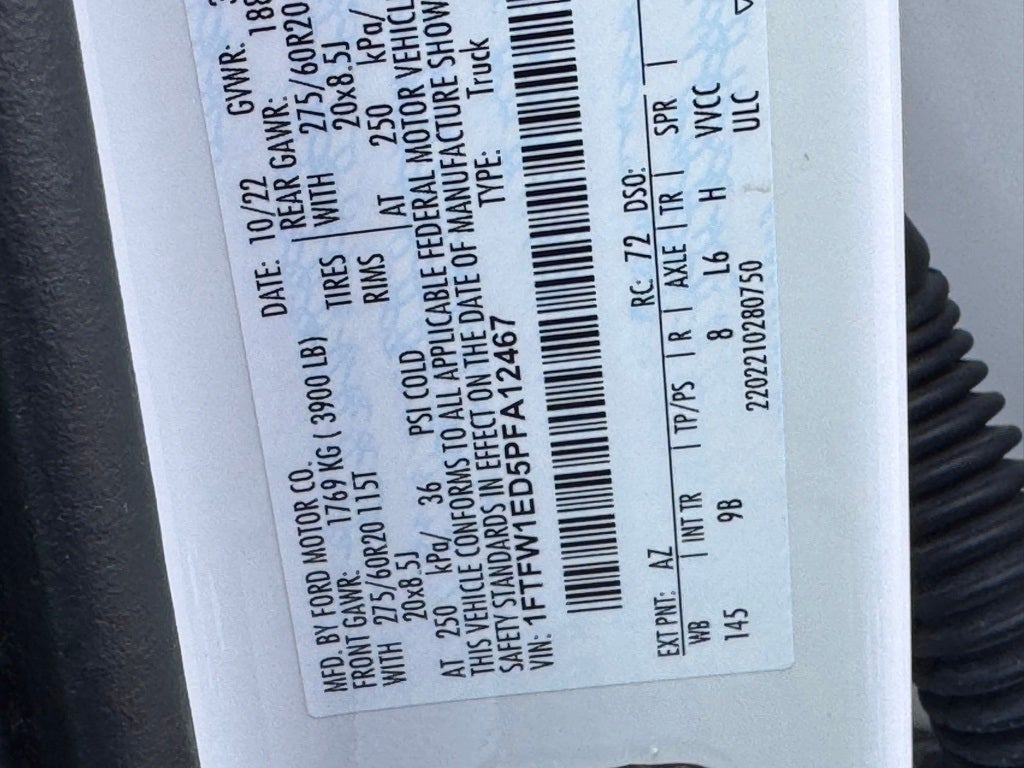 MFD. BY FORD MOTOR CO.
DATE: 10/22 GVWR:
FRONT GAWR: 1769 KG ( 3900 LB) REAR GAWR:
WITH 275/60R20 115T TIRES WITH 275/60R20
20x8.5J RIMS 20x8.5J
AT 250 kPa/ 36 PSI COLD AT 250 kPa/
THIS VEHICLE CONFORMS TO ALL APPLICABLE FEDERAL MOTOR VEHICL
SAFETY STANDARDS IN EFFECT ON THE DATE OF MANUFACTURE SHOW
VIN: 1FTFW1ED5PFA12467 TYPE: Truck
EXT PNT: AZ RC: 72 DSO:
WB INT TR TP/PS R AXLE TR SPR
145 9B 8 L6 H VVCC
2202210280750 ULC